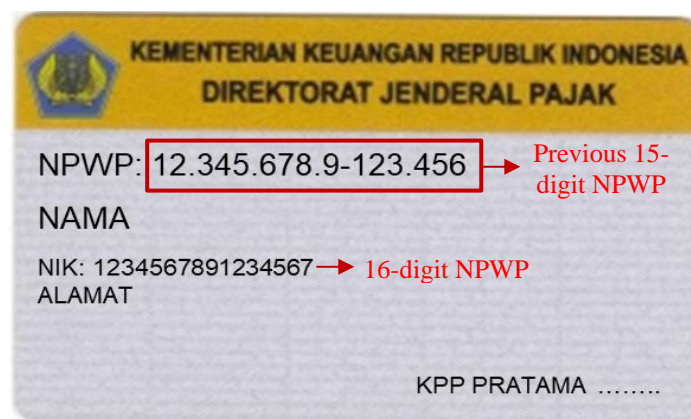 KEMENTERIAN KEUANGAN REPUBLIK INDONESIA
DIREKTORAT JENDERAL PAJAK
NPWP: 12.345.678.9-123.456
Previous 15-
digit NPWP
NAMA
NIK: 1234567891234567
16-digit NPWP
ALAMAT
KPP PRATAMA ........